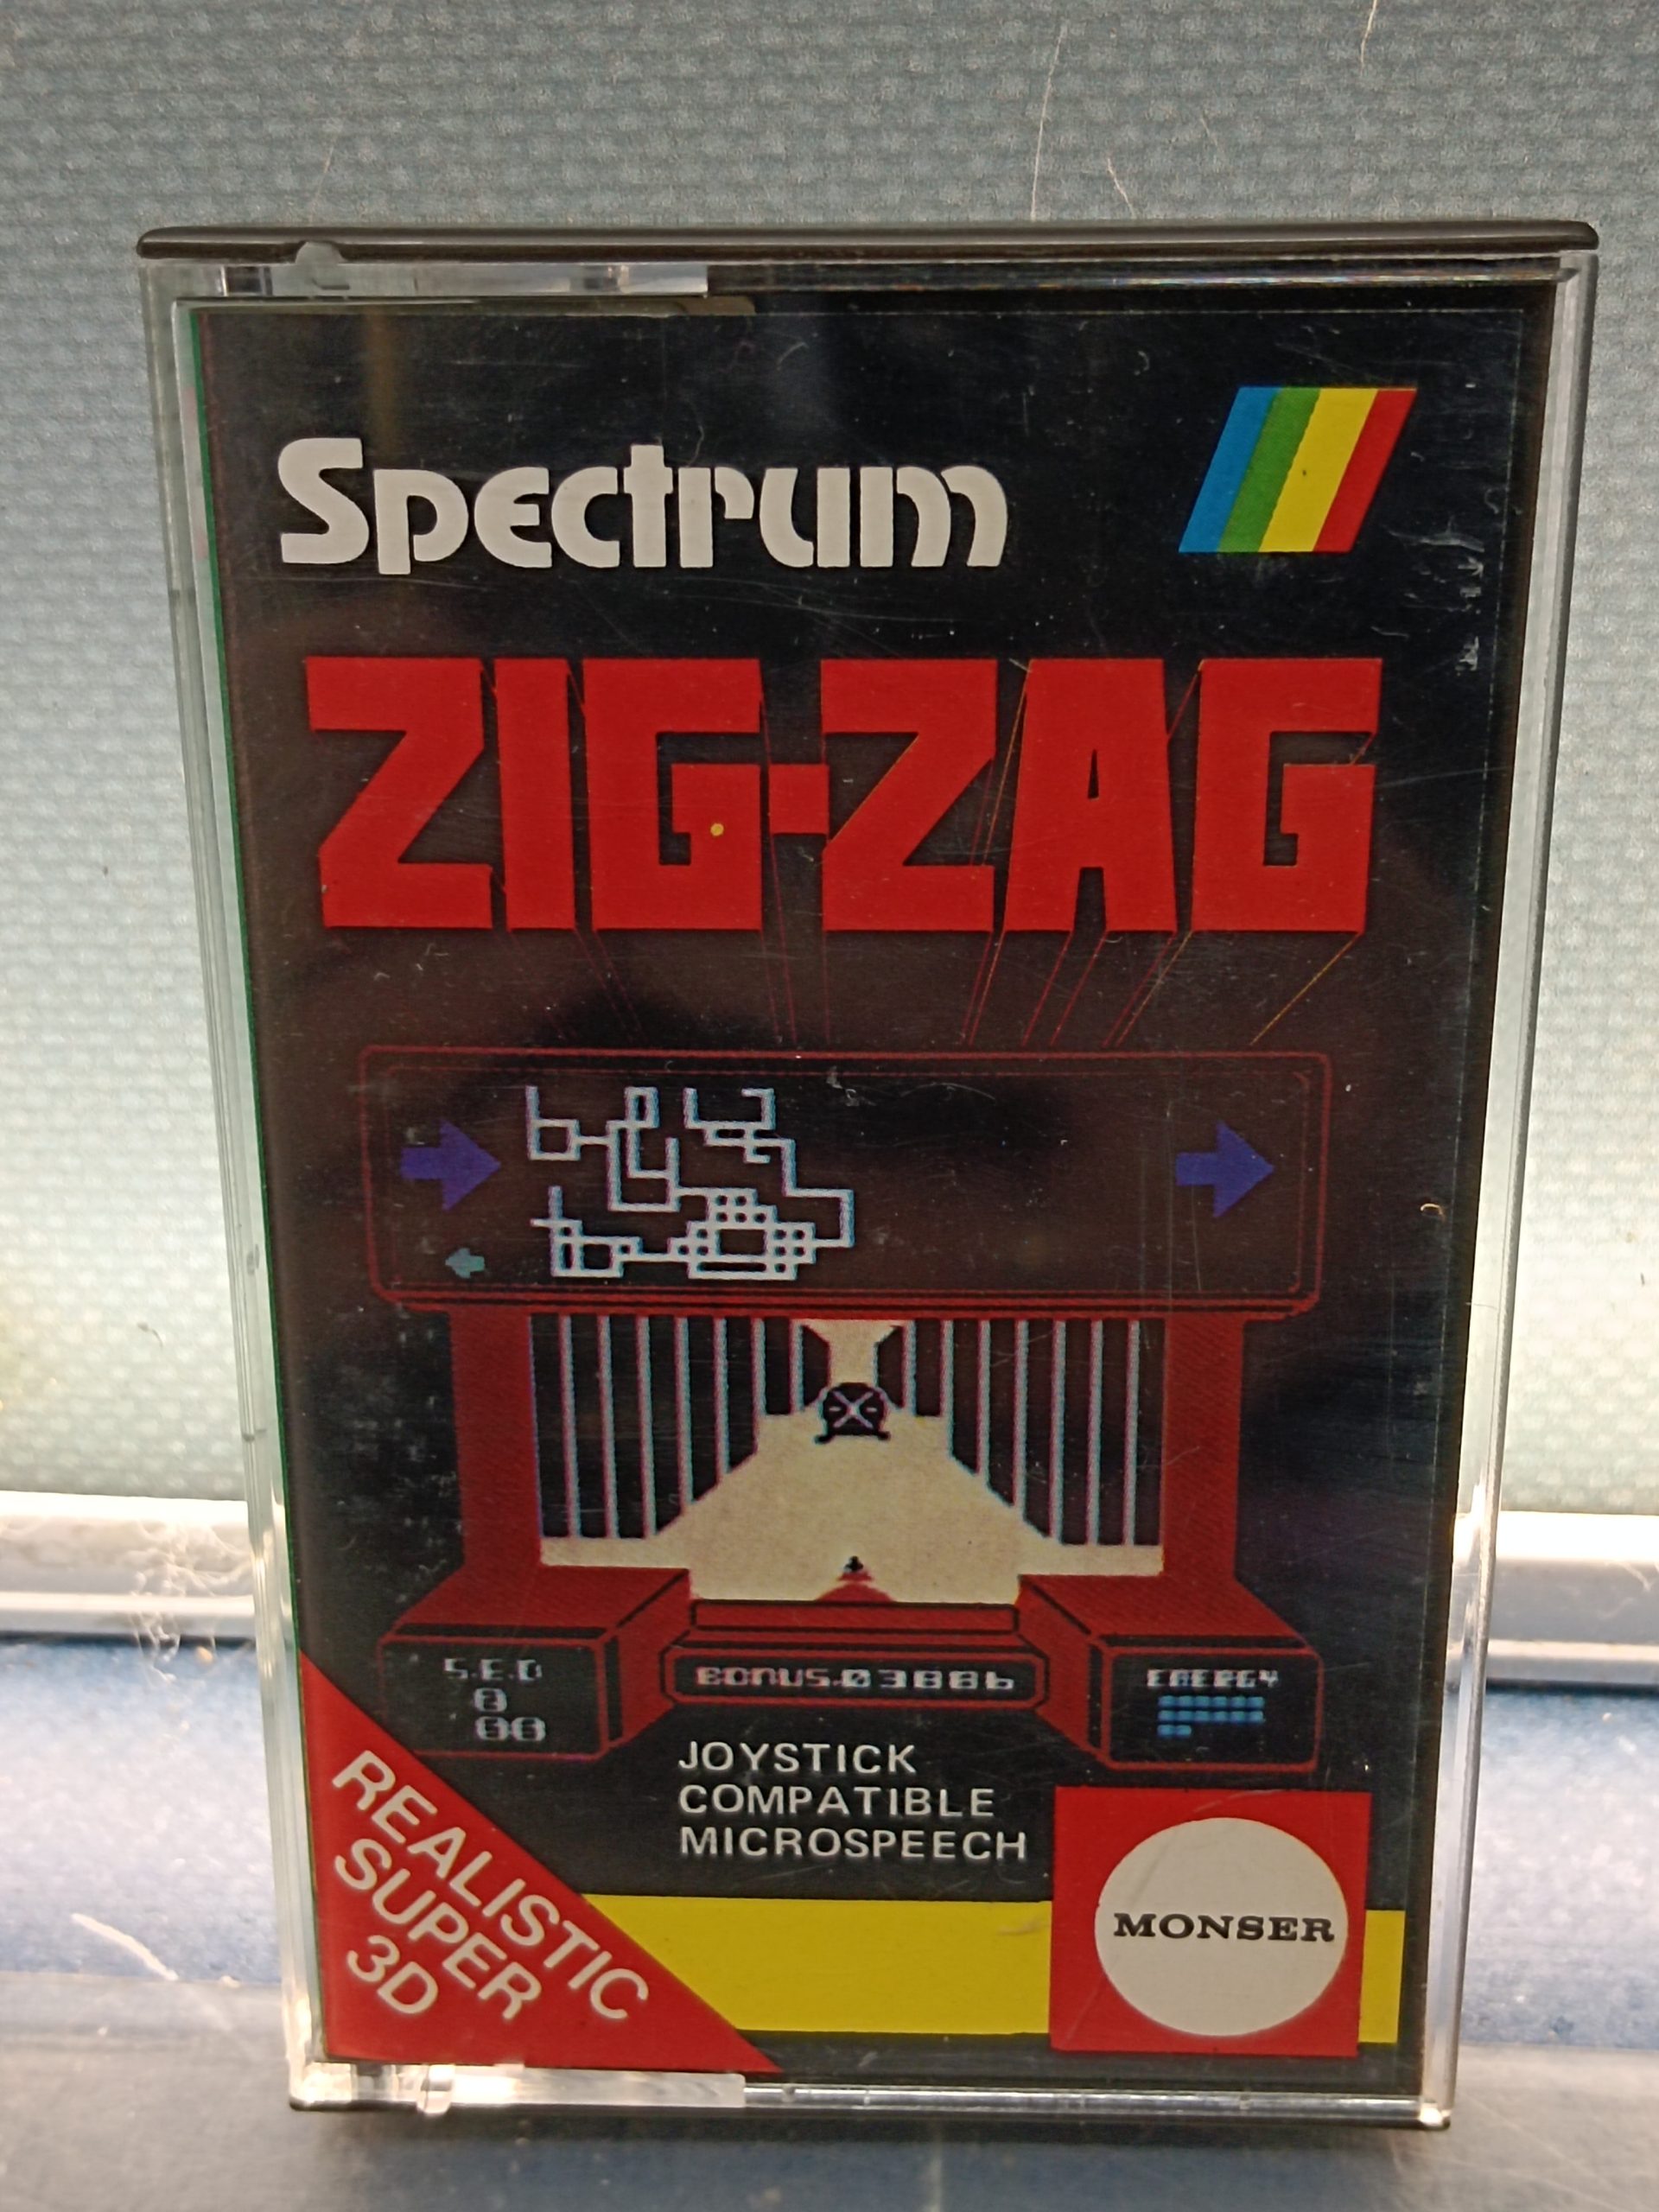 Spectrum
ZIG-ZAG
S.E.D
0
00
BONUS.03886
ENERGY
JOYSTICK
COMPATIBLE
MICROSPEECH
REALISTIC
SUPER
3D
MONSER